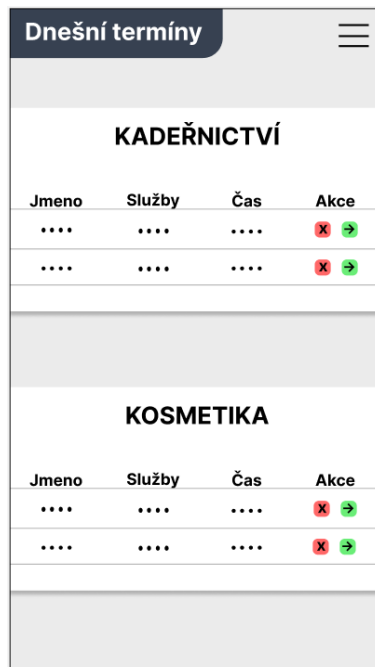 Dnešní termíny
KADEŘNICTVÍ
Jmeno Služby Čas Akce
.... .... .... X →
.... .... .... X →
KOSMETIKA
Jmeno Služby Čas Akce
.... .... .... X →
.... .... .... X →